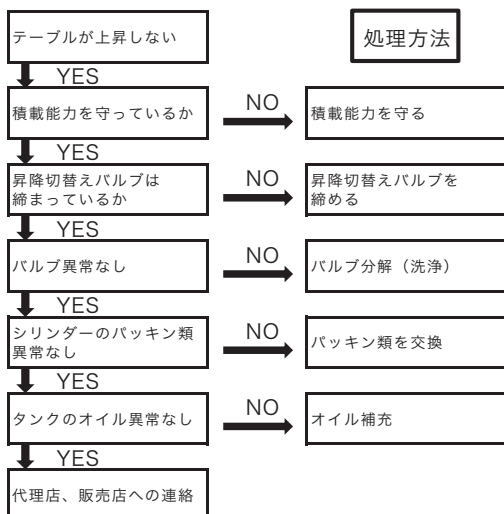 テーブルが上昇しない
処理方法
YES
積載能力を守っているか
NO
積載能力を守る
YES
昇降切替えバルブは
締まっているか
NO
昇降切替えバルブを
締める
YES
バルブ異常なし
NO
バルブ分解（洗浄）
YES
シリンダーのパッキン類
異常なし
NO
パッキン類を交換
YES
タンクのオイル異常なし
NO
オイル補充
YES
代理店、販売店への連絡